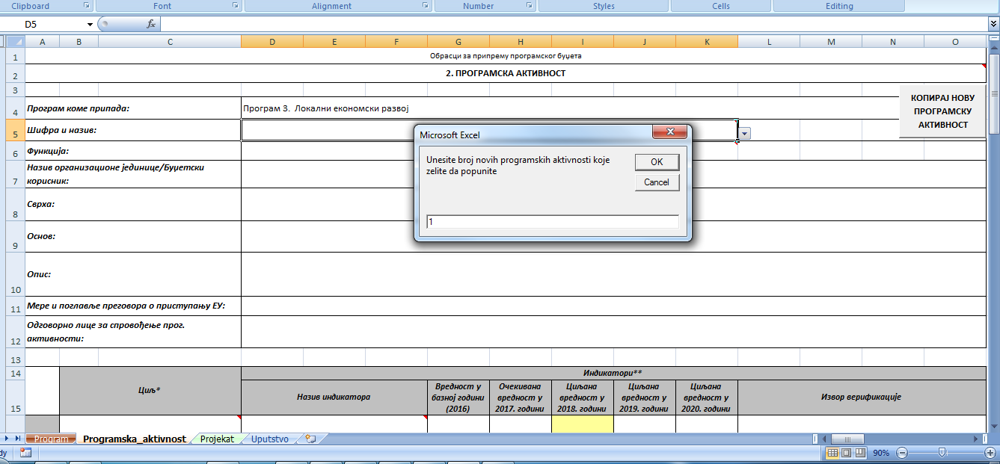 Clipboard Font Alignment Number Styles Cells Editing
D5 fx
A B C D E F G H I J K L M N O
1 Обрасци за припрему програмског буџета
2 2. ПРОГРАМСКА АКТИВНОСТ
3
КОПИРАЈ НОВУ
ПРОГРАМСКУ
АКТИВНОСТ
4 Програм коме припада: Програм 3. Локални економски развој
5 Шифра и назив:
Microsoft Excel
Unesite broj novih programskih aktivnosti koje
zelite da popunite
OK
Cancel
1
6 Функција:
Назив организационе јединице/Буџетски
7 корисник:
8 Сврха:
9 Основ:
10 Опис:
11 Мере и поглавље преговора о приступању ЕУ:
Одговорно лице за спровођење прог.
12 активности:
13
14 Индикатори**
15
Циљ*
Назив индикатора
Вредност у
базној години
(2016)
Очекивана
вредност у
2017. години
Циљана
вредност у
2018. години
Циљана
вредност у
2019. години
Циљана
вредност у
2020. години
Извор верификације
Program Programska_aktivnost Projekat Uputstvo
dy 90%